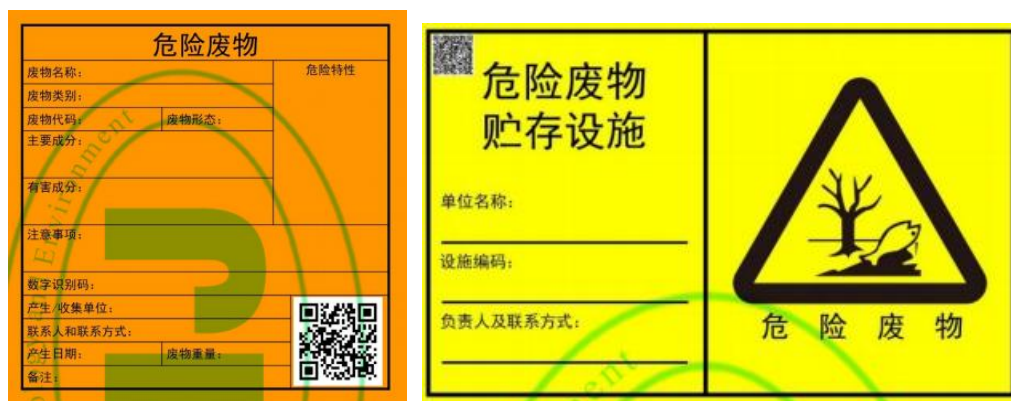 危险废物
废物名称：
危险特性
废物类别：
废物代码：
废物形态：
主要成分：
有害成分：
注意事项：
数字识别码：
产生/收集单位：
联系人和联系方式：
产生日期：
废物重量：
备注：
危险废物
贮存设施
单位名称：
设施编码：
负责人及联系方式：
危险废物